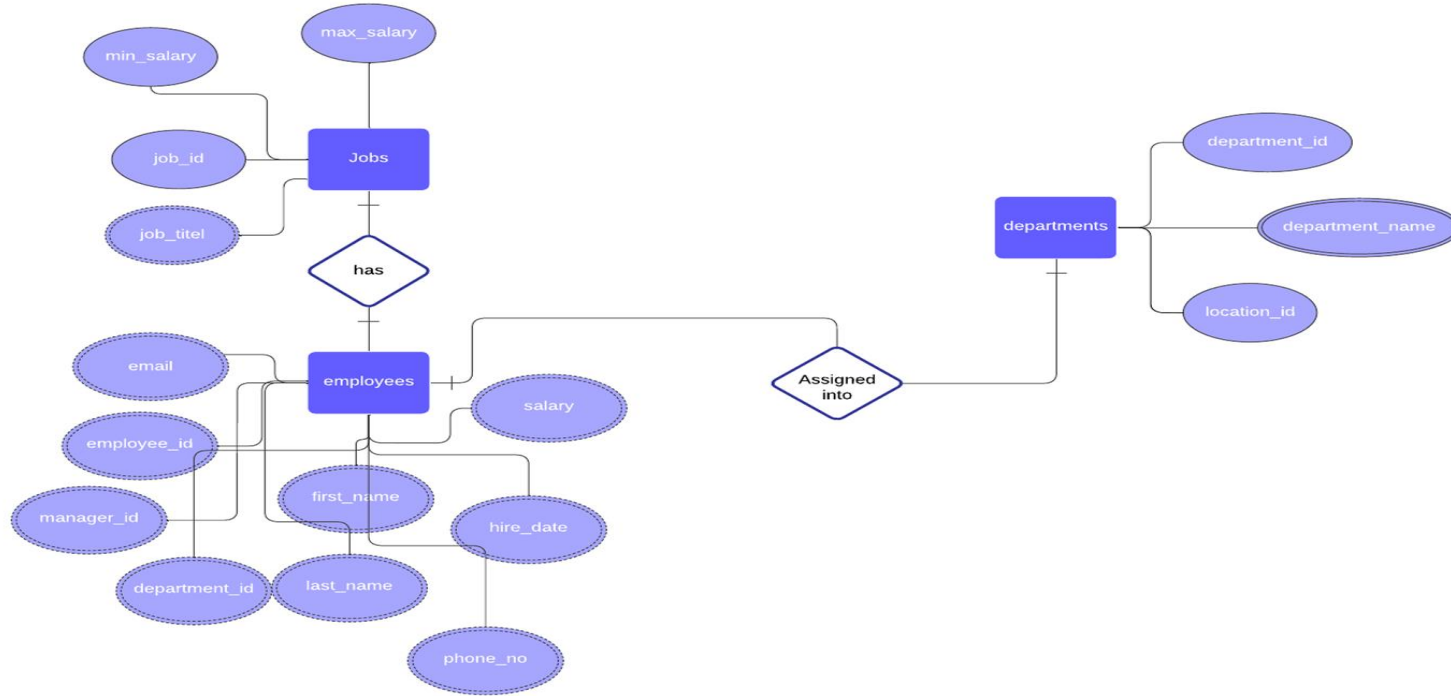 max_salary
min_salary
Jobs
job_id
job_titel
has
department_id
departments
department_name
location_id
email
employees
Assigned
into
salary
employee_id
first_name
manager_id
hire_date
department_id
last_name
phone_no